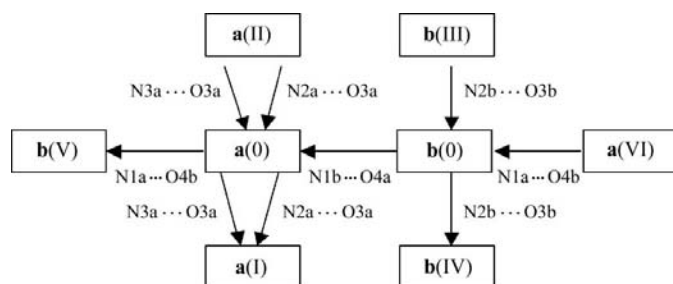 a(II) b(III)
N3a ··· O3a N2a ··· O3a N2b ··· O3b
b(V) a(0) b(0) a(VI)
N1a ··· O4b N1b ··· O4a N1a ··· O4b
N3a ··· O3a N2a ··· O3a N2b ··· O3b
a(I) b(IV)